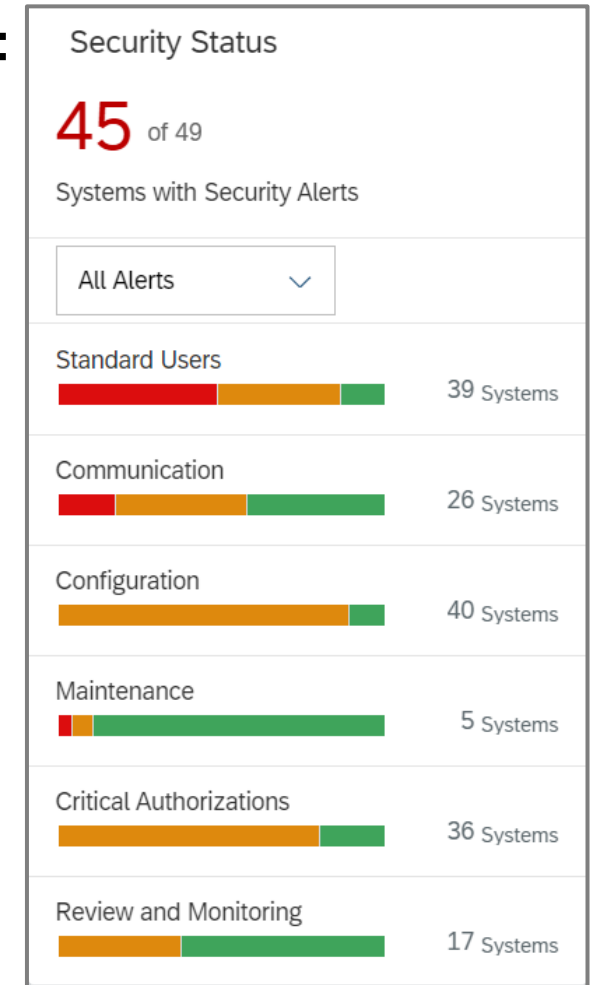 :
Security Status
45 of 49
Systems with Security Alerts
All Alerts
Standard Users
39 Systems
Communication
26 Systems
Configuration
40 Systems
Maintenance
5 Systems
Critical Authorizations
36 Systems
Review and Monitoring
17 Systems